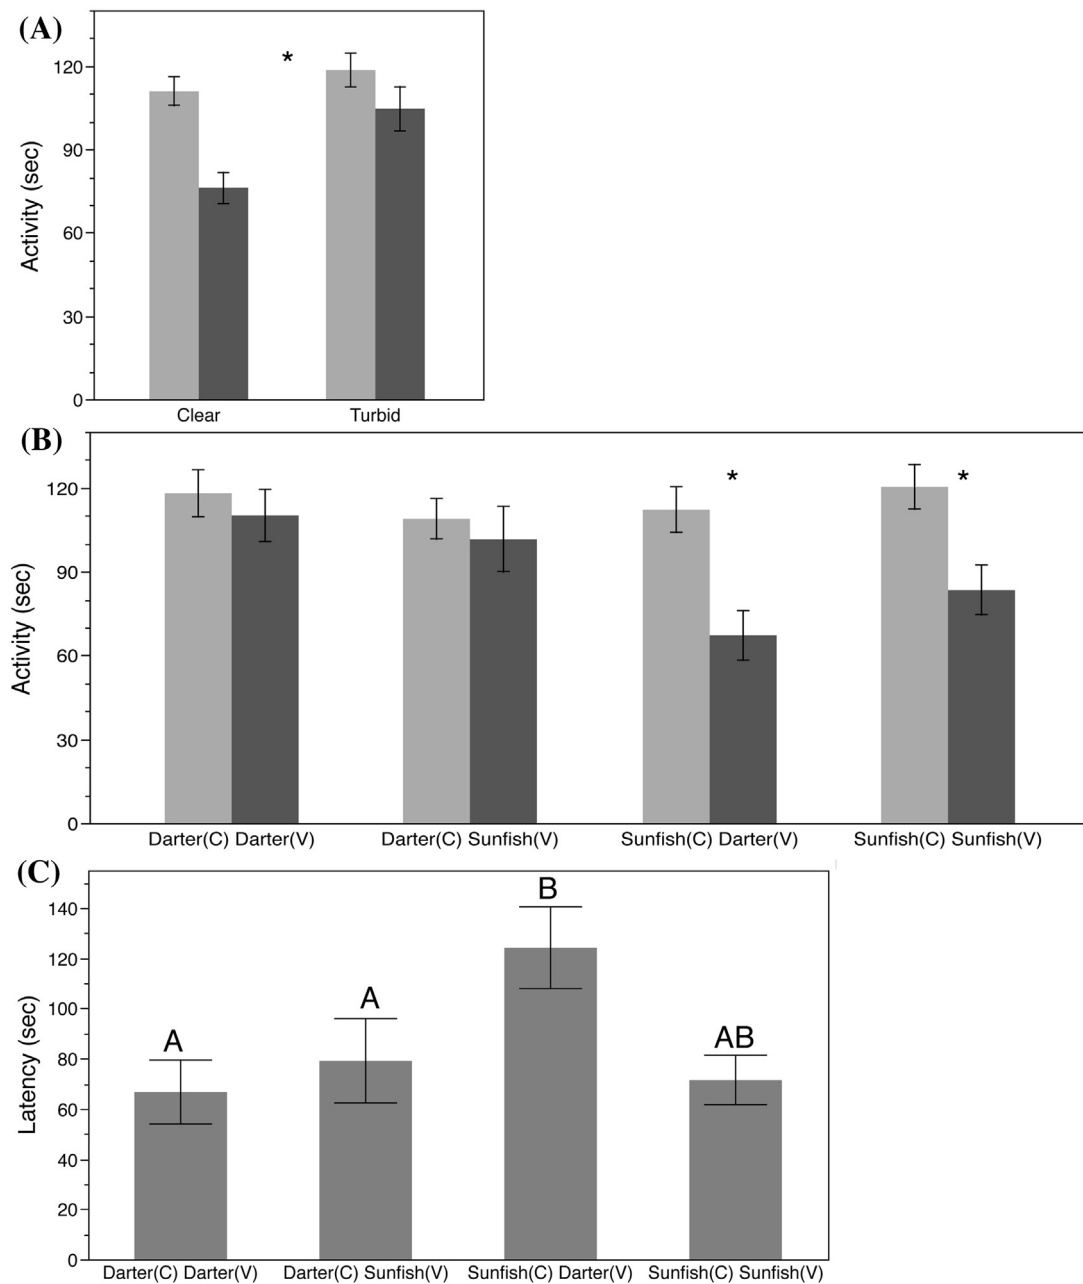 (A)
*
120
90
60
30
0
Activity (sec)
Clear Turbid
(B)
* *
120
90
60
30
0
Activity (sec)
Darter(C) Darter(V) Darter(C) Sunfish(V) Sunfish(C) Darter(V) Sunfish(C) Sunfish(V)
(C)
A A B AB
140
120
100
80
60
40
20
0
Latency (sec)
Darter(C) Darter(V) Darter(C) Sunfish(V) Sunfish(C) Darter(V) Sunfish(C) Sunfish(V)